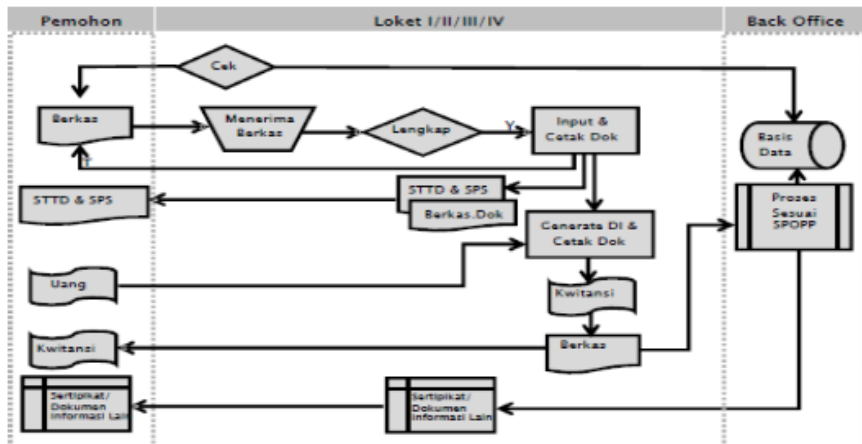 Pemohon
Loket I/II/III/IV
Back Office
Cek
Berkas
Menerima
Berkas
Lengkap
Y
Input &
Cetak Dok
Basis
Data
T
STTD & SPS
STTD & SPS
Berkas.Dok
Generate DI &
Cetak Dok
Proses
Sesuai
SPOPP
Uang
Kwitansi
Kwitansi
Berkas
Sertipikat/
Dokumen
Informasi Lain
Sertipikat/
Dokumen
Informasi Lain